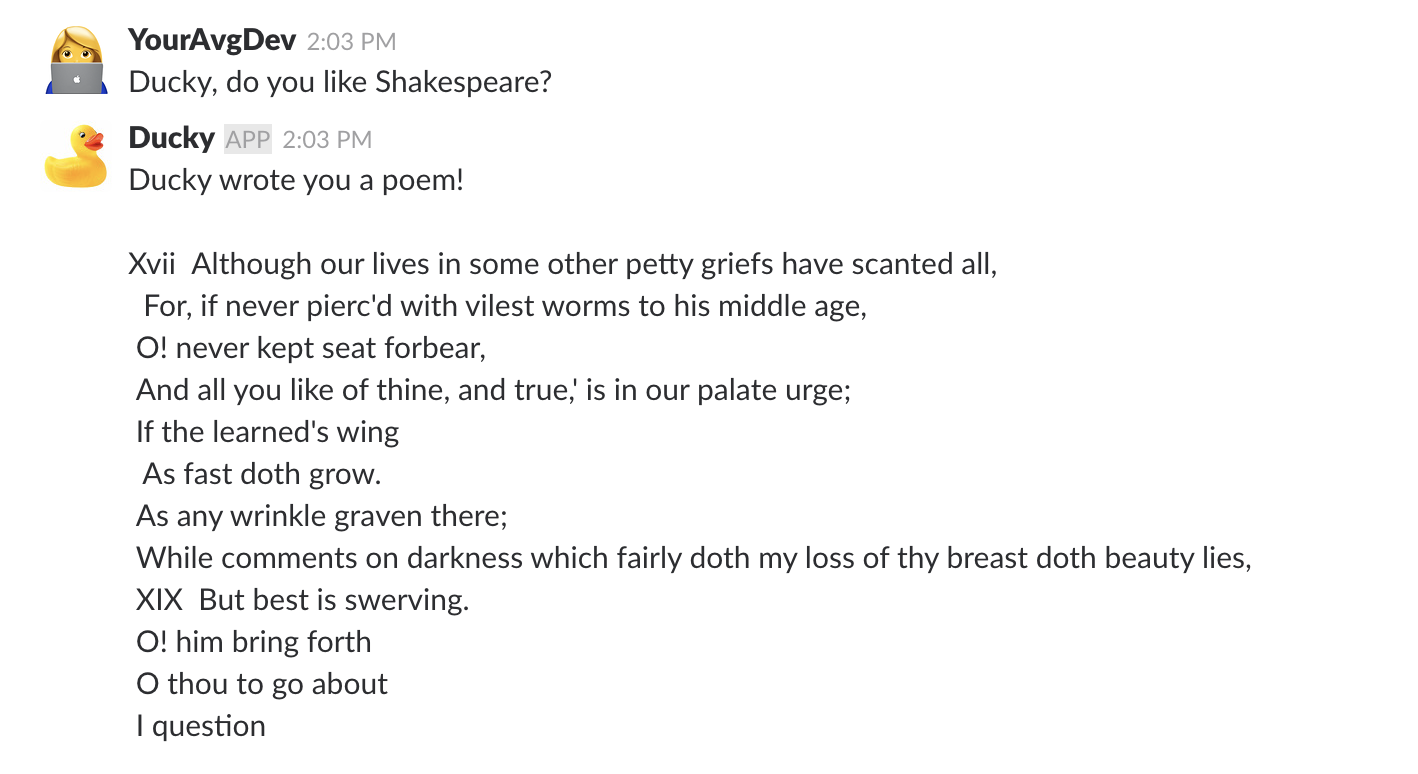 YourAvgDev 2:03 PM
Ducky, do you like Shakespeare?
Ducky APP 2:03 PM
Ducky wrote you a poem!
Xvii  Although our lives in some other petty griefs have scanted all,
For, if never pierc'd with vilest worms to his middle age,
O! never kept seat forbear,
And all you like of thine, and true,' is in our palate urge;
If the learned's wing
As fast doth grow.
As any wrinkle graven there;
While comments on darkness which fairly doth my loss of thy breast doth beauty lies,
XIX  But best is swerving.
O! him bring forth
O thou to go about
I question